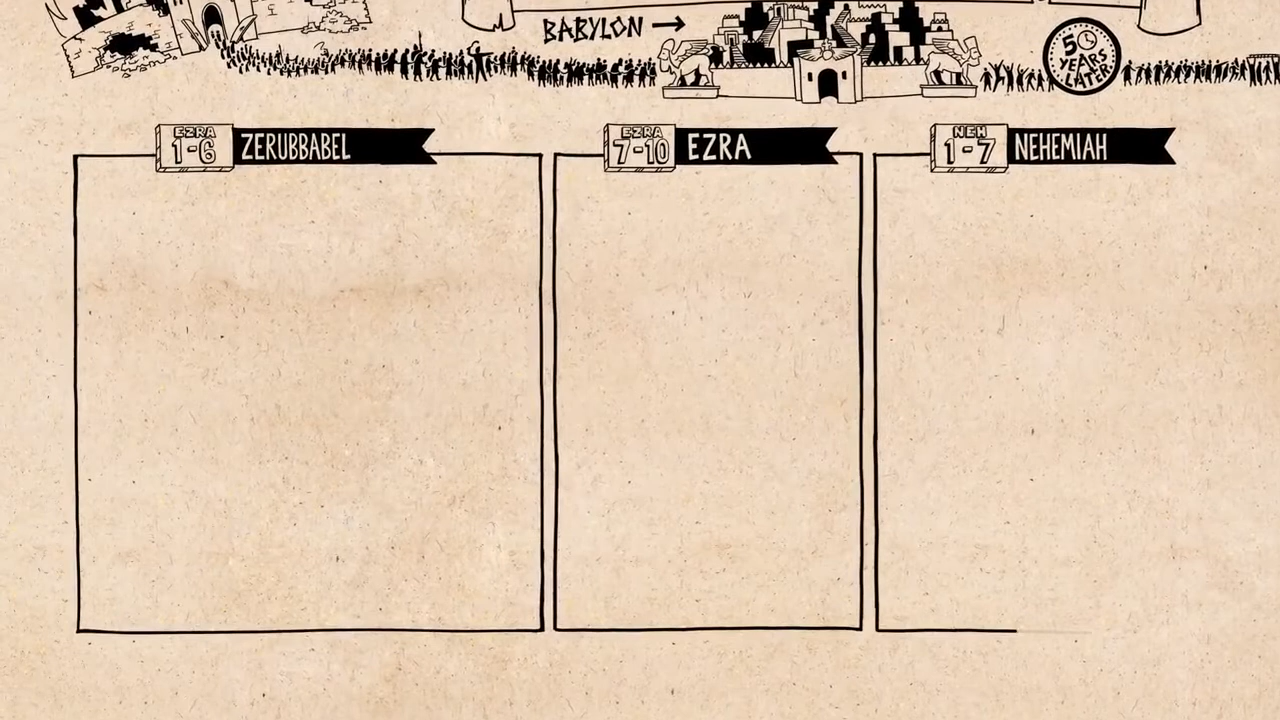 BABYLON →
50
YEARS
LATER
EZRA
1-6
ZERUBBABEL
EZRA
7-10
EZRA
NEH
1-7
NEHEMIAH